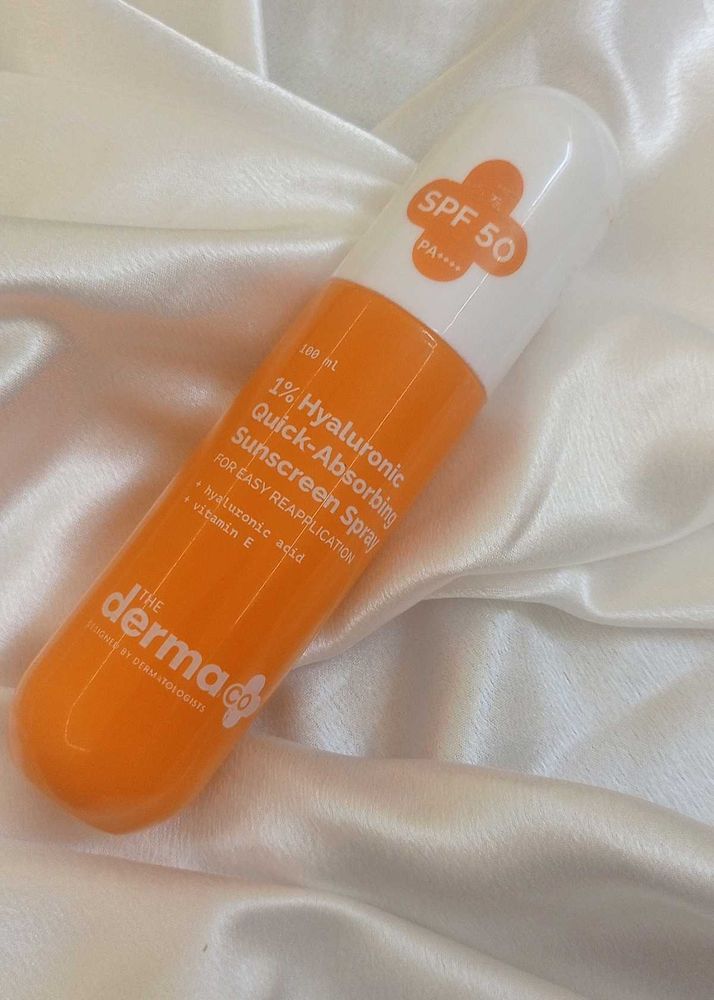 SPF 50
PA++++
100 ml
1% Hyaluronic
Quick-Absorbing
Sunscreen Spray
FOR EASY REAPPLICATION
+ hyaluronic acid
+ vitamin E
THE
derma co
DESIGNED BY DERMATOLOGISTS